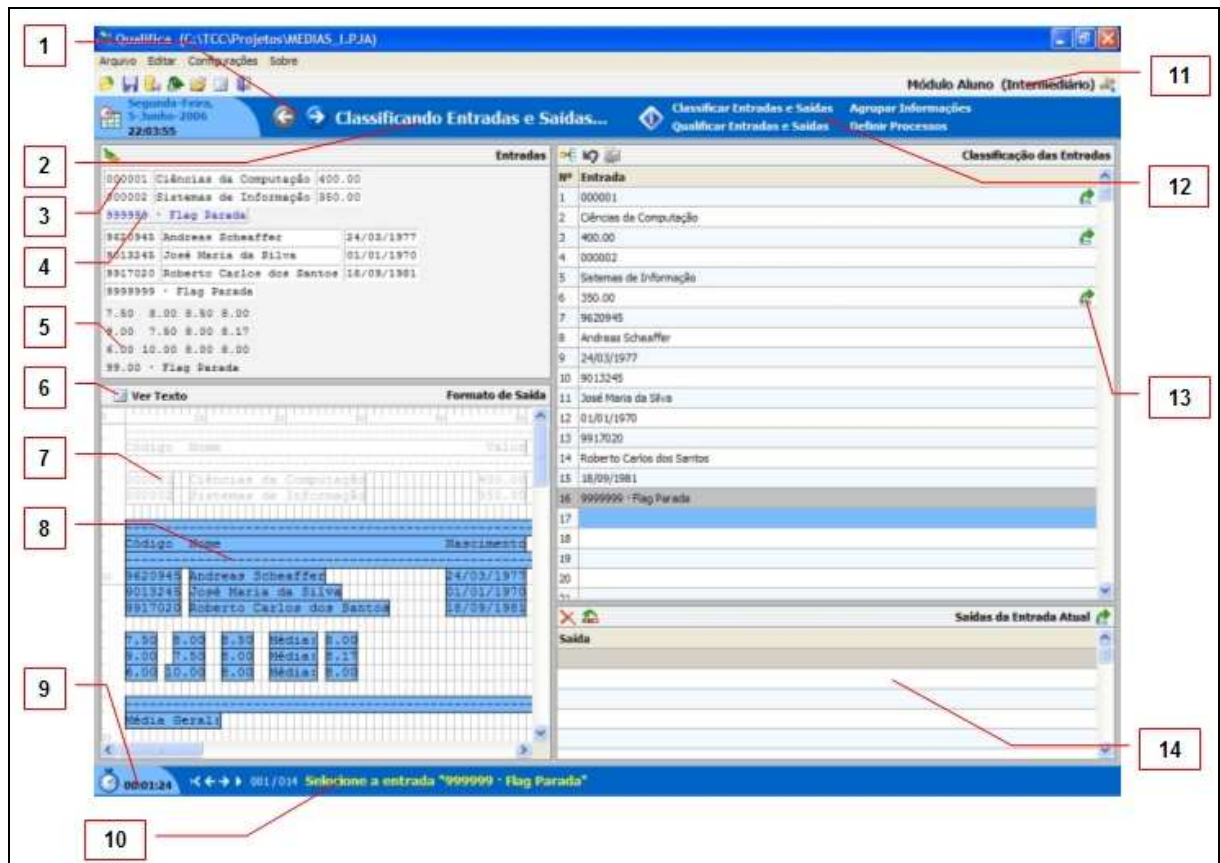 Qualifica (C:\TCC\Projetos\MEDIAS_1.PJA)
Arquivo Editar Configurações Sobre
Módulo Aluno (Intermediário)
Segunda-Feira,
5-Junho-2006
22:03:55
Classificando Entradas e Saídas...
Classificar Entradas e Saídas Agrupar Informações
Qualificar Entradas e Saídas Definir Processos
Entradas
000001 Ciências da Computação 400.00
000002 Sistemas de Informação 350.00
999999 · Flag Parada
9620945 Andreas Scheaffer 24/03/1977
9013245 José Maria da Silva 01/01/1970
9917020 Roberto Carlos dos Santos 18/09/1981
9999999 · Flag Parada
7.50 8.00 8.50 8.00
9.00 7.50 8.00 8.17
6.00 10.00 8.00 8.00
99.00 · Flag Parada
Ver Texto Formato de Saída
Código Nome Valor
000001 Ciências da Computação 400.00
000002 Sistemas de Informação 350.00
Código Nome Nascimento
9620945 Andreas Scheaffer 24/03/1977
9013245 José Maria da Silva 01/01/1970
9917020 Roberto Carlos dos Santos 18/09/1981
7.50 8.00 8.50 Média: 8.00
9.00 7.50 8.00 Média: 8.17
6.00 10.00 8.00 Média: 8.00
Média Geral:
Classificação das Entradas
Nº Entrada
1 000001
2 Ciências da Computação
3 400.00
4 000002
5 Sistemas de Informação
6 350.00
7 9620945
8 Andreas Scheaffer
9 24/03/1977
10 9013245
11 José Maria da Silva
12 01/01/1970
13 9917020
14 Roberto Carlos dos Santos
15 18/09/1981
16 9999999 · Flag Parada
17
18
19
20
21
Saídas da Entrada Atual
Saída
00:01:24
001/014 Selecione a entrada "999999 · Flag Parada"
1
2
3
4
5
6
7
8
9
10
11
12
13
14